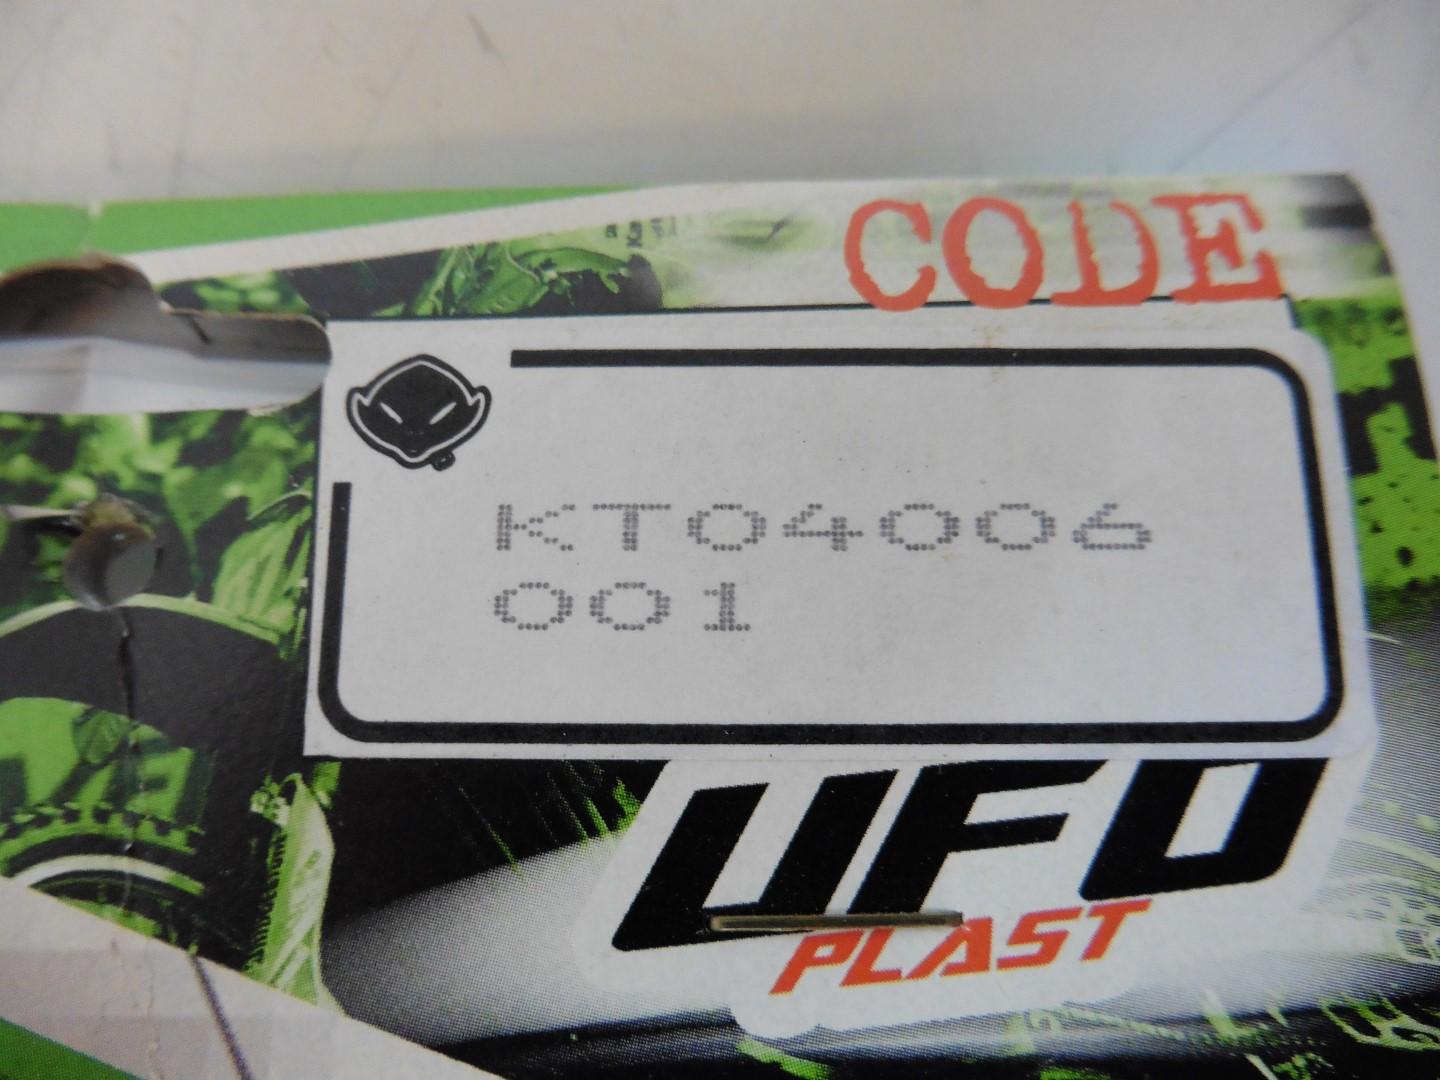 CODE
KT04006
001
UFO
PLAST